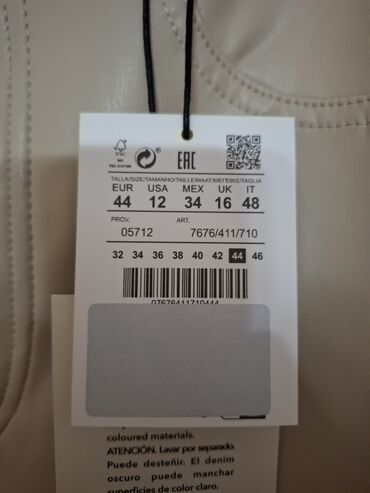 FSC
EAC
TALLA/SIZE/TAMANHO/TAILLE/MAAT/ΜΕΓΕΘΟΣ/TAGLIA
EUR USA MEX UK IT
44 12 34 16 48
PROV. ART.
05712 7676/411/710
32 34 36 38 40 42 44 46
07676411710444
coloured materials.
ATENCIÓN. Lavar por separado.
Puede desteñir. El denim
oscuro puede manchar
superficies de color claro.